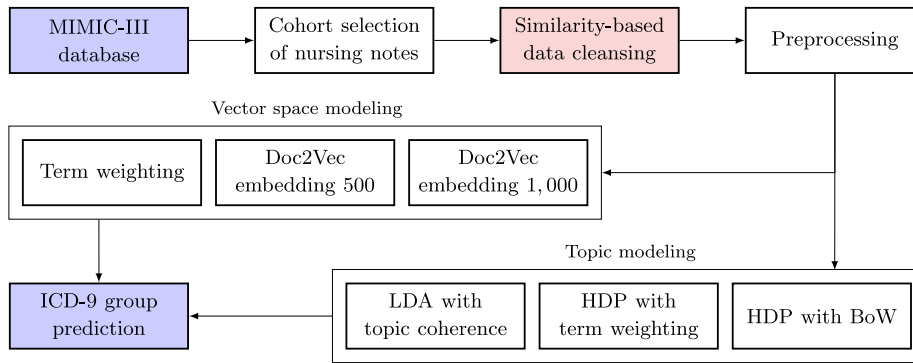 MIMIC-III
database
Cohort selection
of nursing notes
Similarity-based
data cleansing
Preprocessing
Vector space modeling
Term weighting
Doc2Vec
embedding 500
Doc2Vec
embedding 1,000
Topic modeling
ICD-9 group
prediction
LDA with
topic coherence
HDP with
term weighting
HDP with BoW